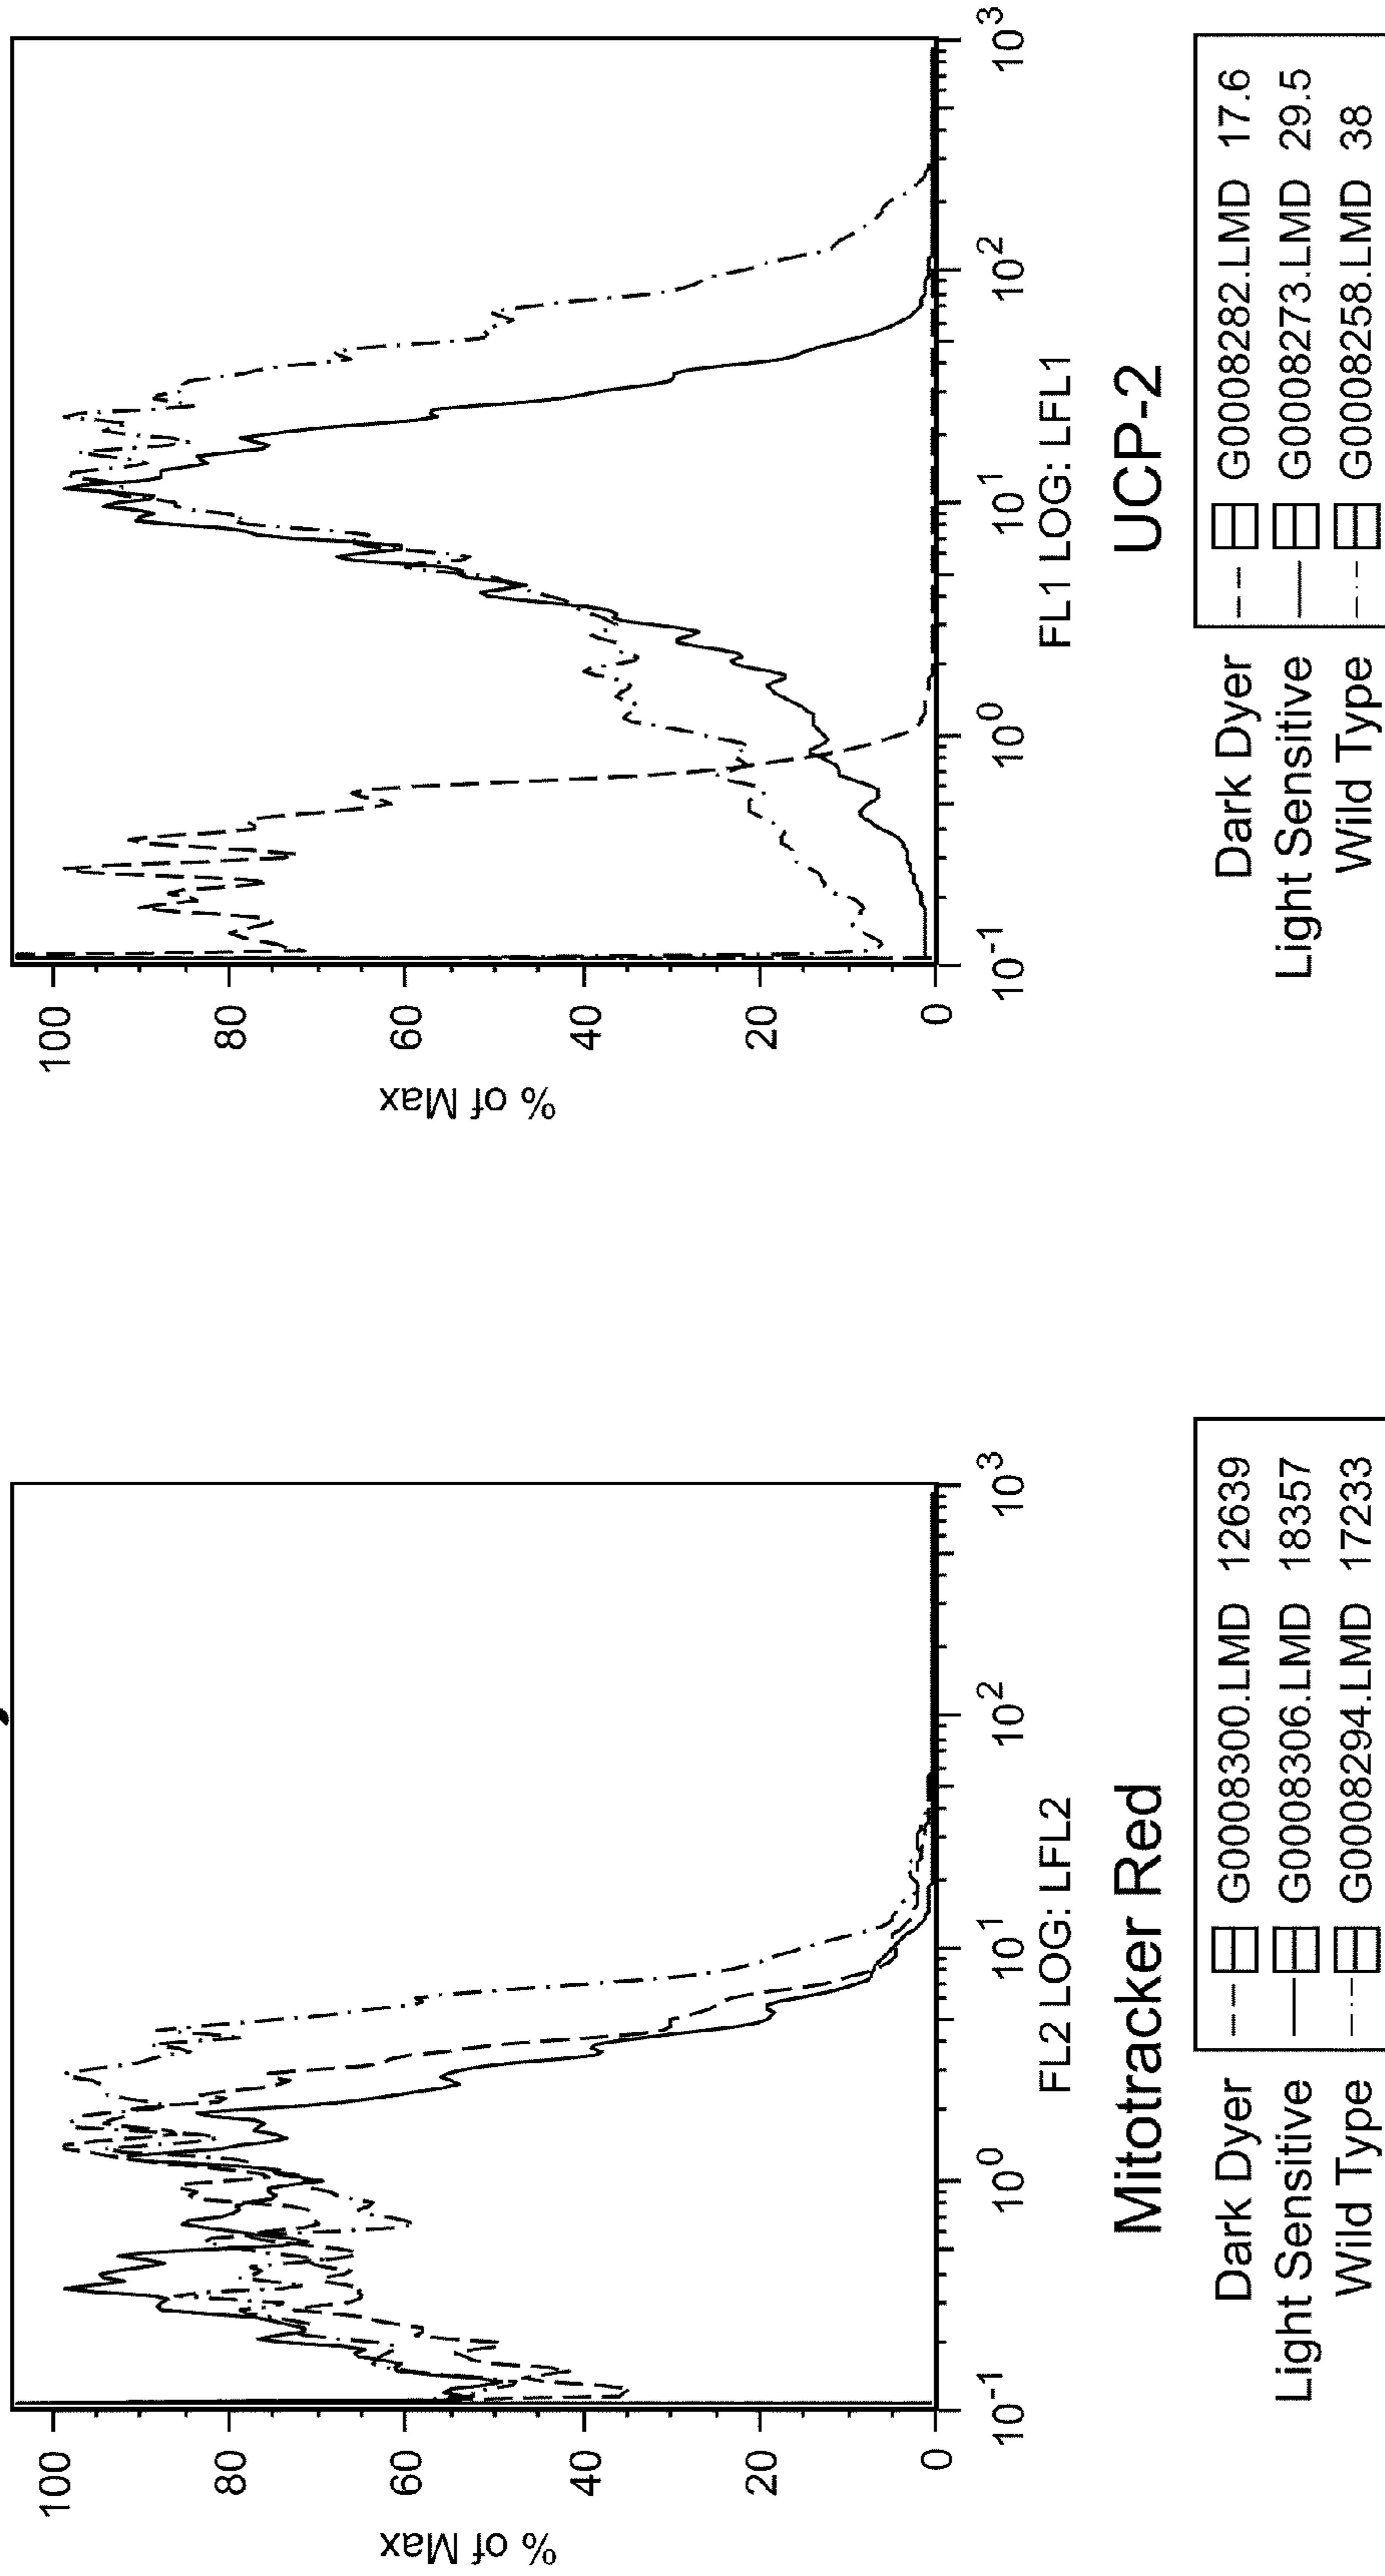 100
80
60
40
20
0
% of Max
10-1
100
101
102
103
FL2 LOG: LFL2
Mitotracker Red
Dark Dyer G0008300.LMD 12639
Light Sensitive G0008306.LMD 18357
Wild Type G0008294.LMD 17233
100
80
60
40
20
0
% of Max
10-1
100
101
102
103
FL1 LOG: LFL1
UCP-2
Dark Dyer G0008282.LMD 17.6
Light Sensitive G0008273.LMD 29.5
Wild Type G0008258.LMD 38